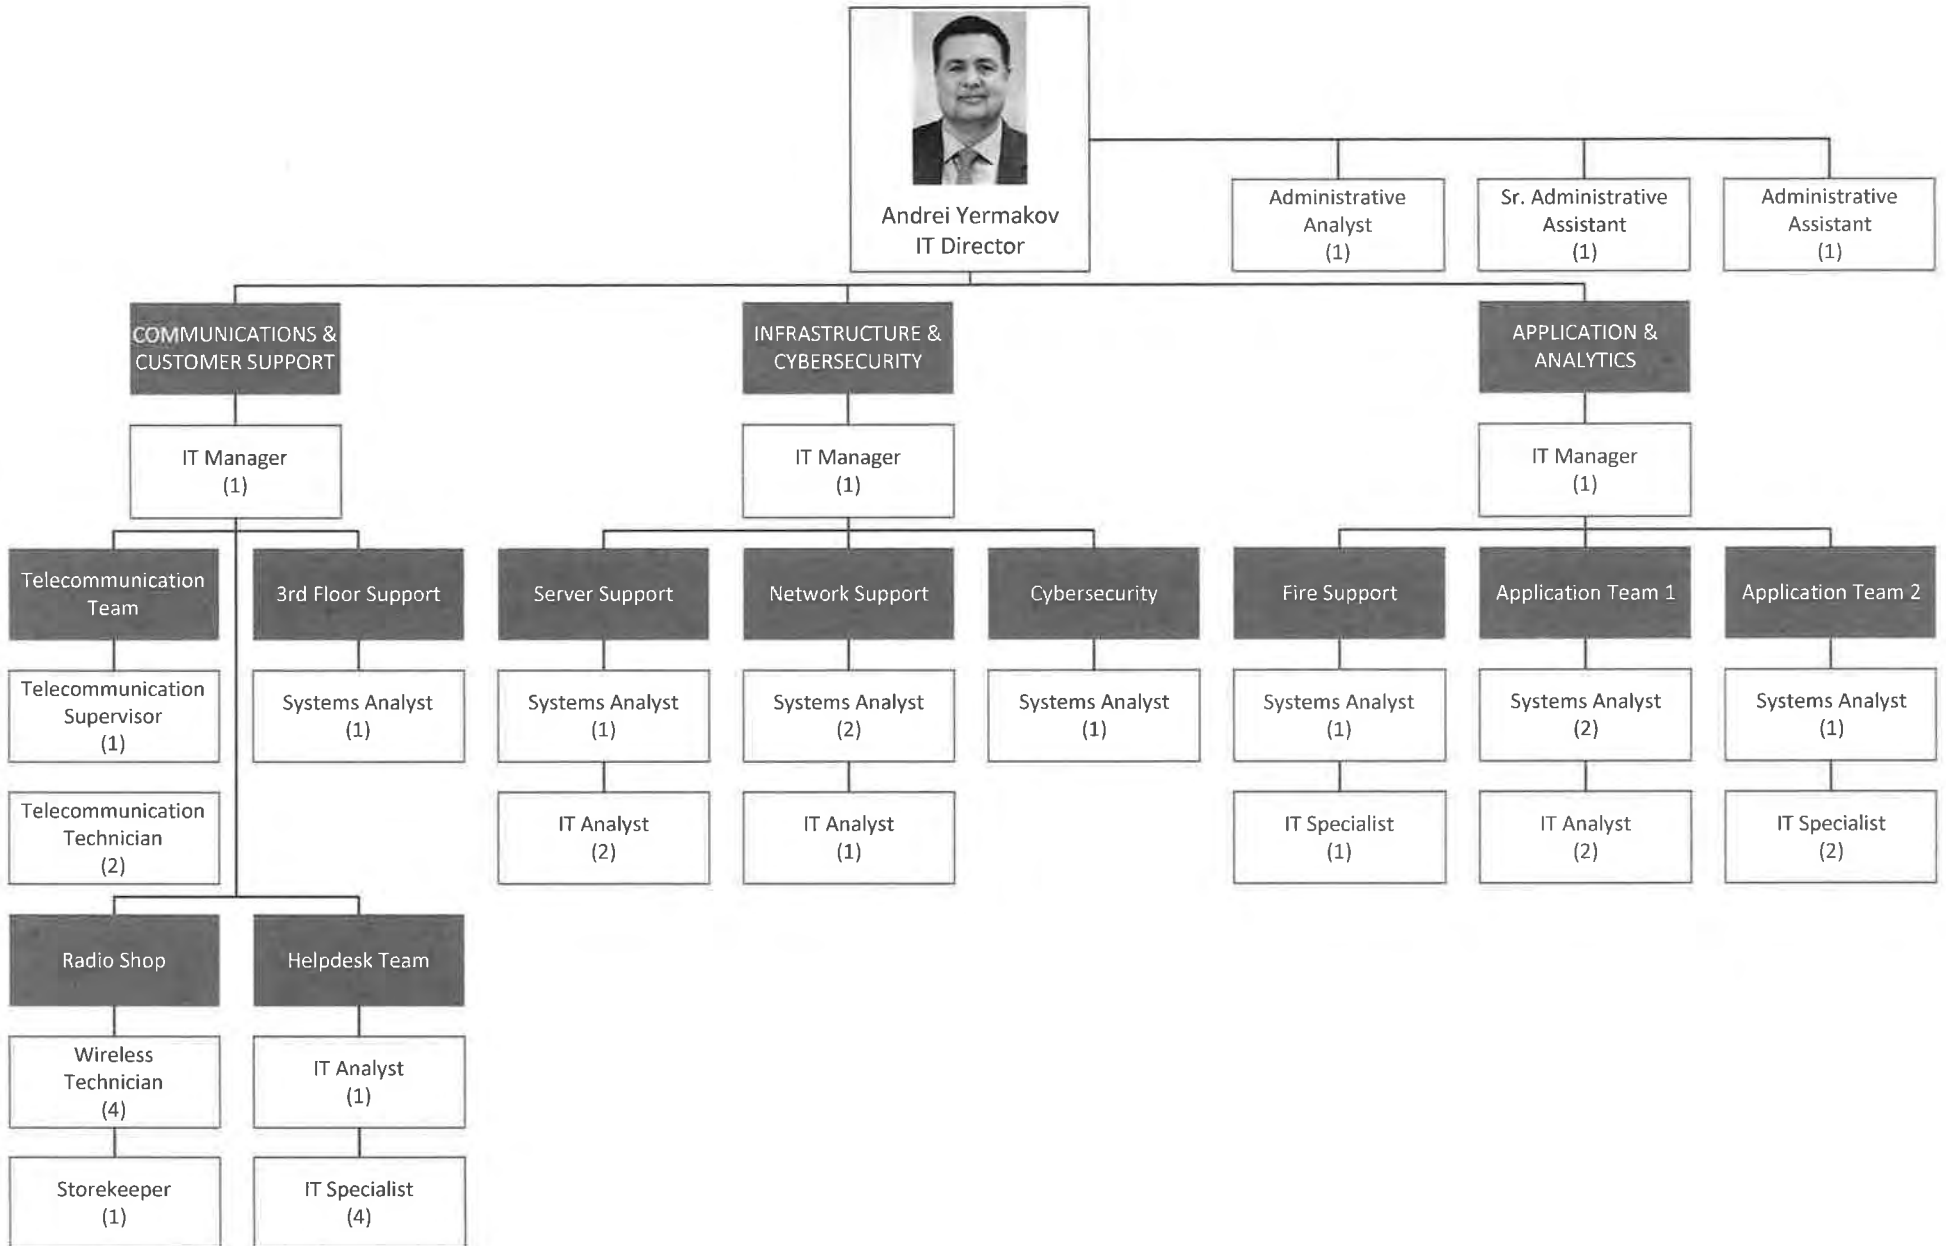 Andrei Yermakov
IT Director
Administrative
Analyst
(1)
Sr. Administrative
Assistant
(1)
Administrative
Assistant
(1)
COMMUNICATIONS &
CUSTOMER SUPPORT
INFRASTRUCTURE &
CYBERSECURITY
APPLICATION &
ANALYTICS
IT Manager
(1)
IT Manager
(1)
IT Manager
(1)
Telecommunication
Team
3rd Floor Support
Server Support
Network Support
Cybersecurity
Fire Support
Application Team 1
Application Team 2
Telecommunication
Supervisor
(1)
Systems Analyst
(1)
Systems Analyst
(1)
Systems Analyst
(2)
Systems Analyst
(1)
Systems Analyst
(1)
Systems Analyst
(2)
Systems Analyst
(1)
Telecommunication
Technician
(2)
IT Analyst
(2)
IT Analyst
(1)
IT Specialist
(1)
IT Analyst
(2)
IT Specialist
(2)
Radio Shop
Helpdesk Team
Wireless
Technician
(4)
IT Analyst
(1)
Storekeeper
(1)
IT Specialist
(4)